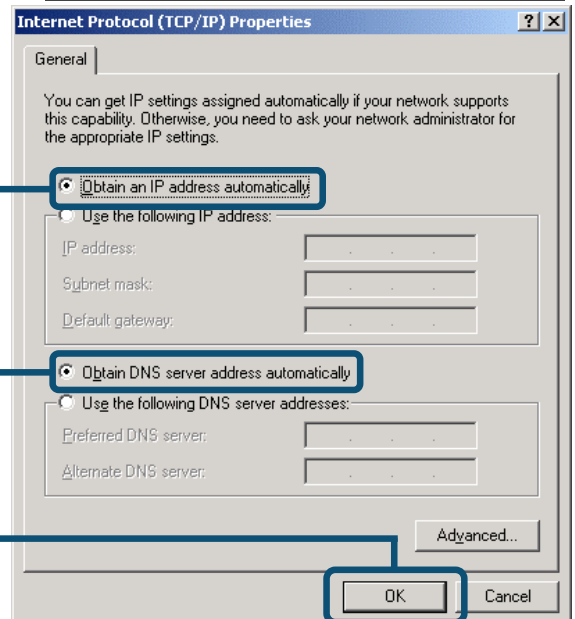 Internet Protocol (TCP/IP) Properties
General
You can get IP settings assigned automatically if your network supports
this capability. Otherwise, you need to ask your network administrator for
the appropriate IP settings.
Obtain an IP address automatically
Use the following IP address:
IP address:
Subnet mask:
Default gateway:
Obtain DNS server address automatically
Use the following DNS server addresses:
Preferred DNS server:
Alternate DNS server:
Advanced...
OK
Cancel